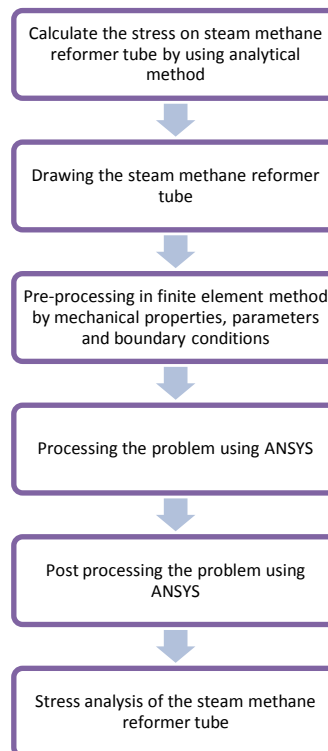 Calculate the stress on steam methane
reformer tube by using analytical
method
Drawing the steam methane reformer
tube
Pre-processing in finite element method
by mechanical properties, parameters
and boundary conditions
Processing the problem using ANSYS
Post processing the problem using
ANSYS
Stress analysis of the steam methane
reformer tube